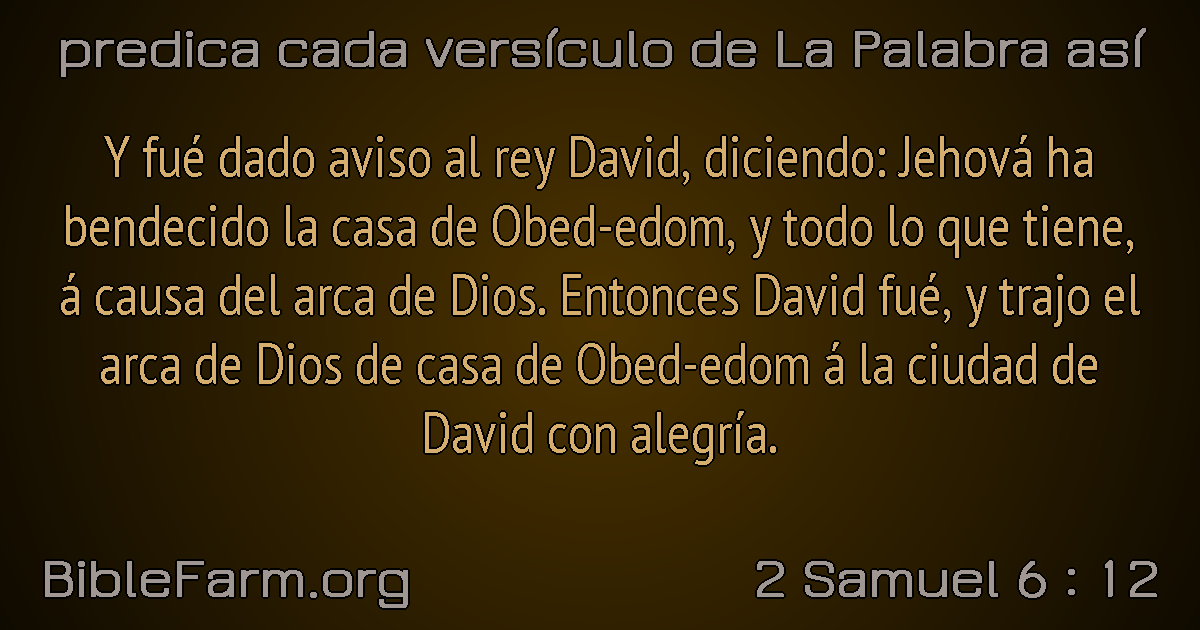 predica cada versículo de La Palabra así
Y fué dado aviso al rey David, diciendo: Jehová ha
bendecido la casa de Obed-edom, y todo lo que tiene,
á causa del arca de Dios. Entonces David fué, y trajo el
arca de Dios de casa de Obed-edom á la ciudad de
David con alegría.
BibleFarm.org
2 Samuel 6 : 12